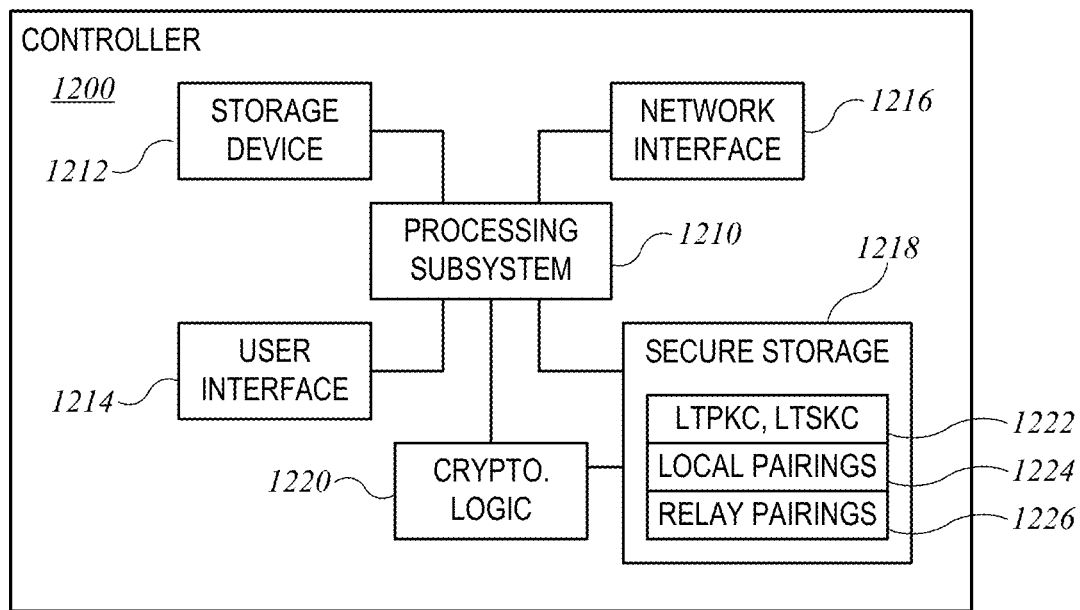 CONTROLLER
1200
STORAGE
DEVICE
1212
NETWORK
INTERFACE
1216
PROCESSING
SUBSYSTEM
1210
1218
USER
INTERFACE
1214
SECURE STORAGE
LTPKC, LTSKC
1222
LOCAL PAIRINGS
1224
RELAY PAIRINGS
1226
CRYPTO.
LOGIC
1220